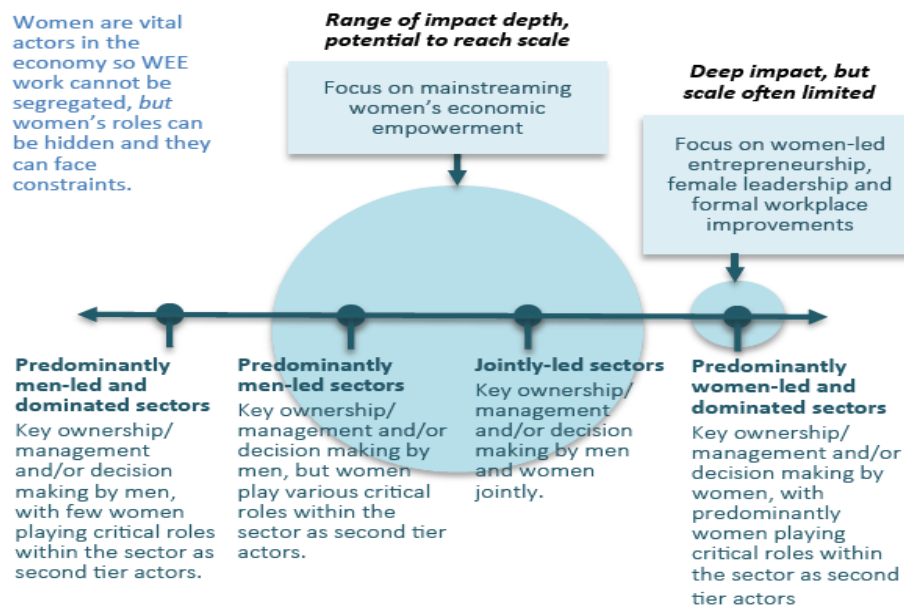 Women are vital
actors in the
economy so WEE
work cannot be
segregated, but
women's roles can
be hidden and they
can face
constraints.
Range of impact depth,
potential to reach scale
Focus on mainstreaming
women's economic
empowerment
Deep impact, but
scale often limited
Focus on women-led
entrepreneurship,
female leadership and
formal workplace
improvements
Predominantly
men-led and
dominated sectors
Key ownership/
management
and/or decision
making by men,
with few women
playing critical roles
within the sector as
second tier actors.
Predominantly
men-led sectors
Key ownership/
management and/or
decision making by
men, but women
play various critical
roles within the
sector as second tier
actors.
Jointly-led sectors
Key ownership/
management
and/or decision
making by men
and women
jointly.
Predominantly
women-led and
dominated sectors
Key ownership/
management and/or
decision making by
women, with
predominantly
women playing
critical roles within
the sector as second
tier actors